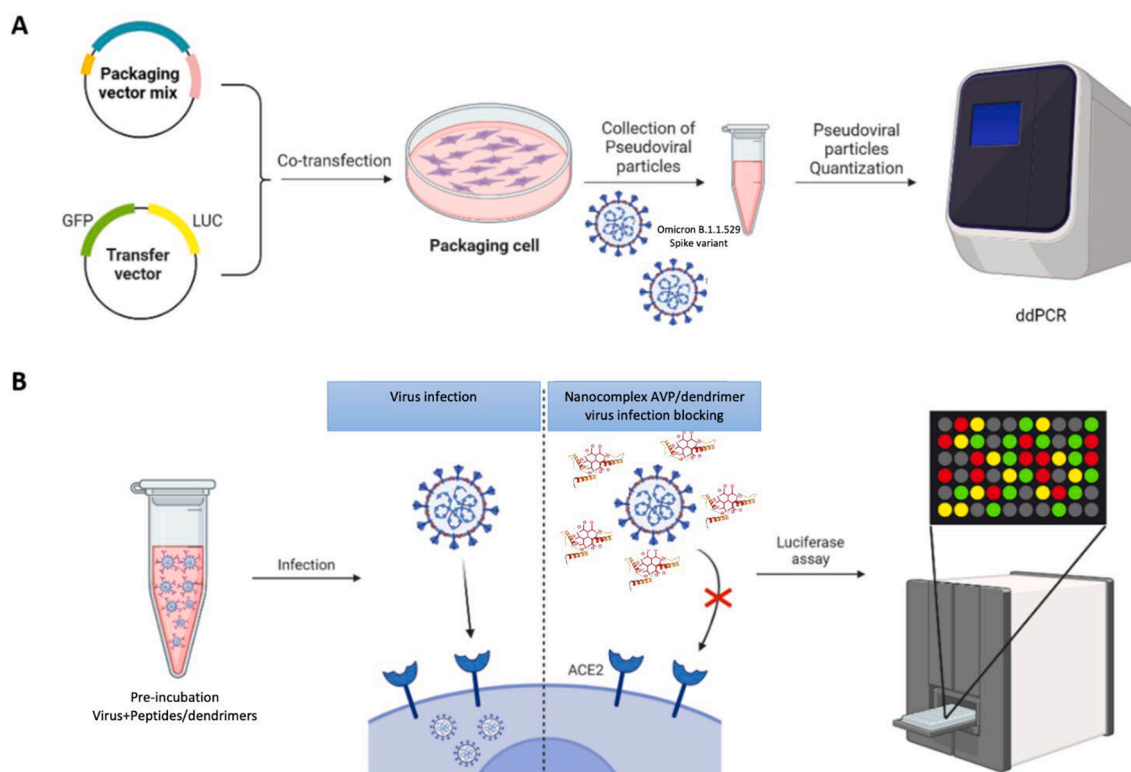 A
Packaging
vector mix
GFP
LUC
Transfer
vector
Co-transfection
Packaging cell
Collection of
Pseudoviral
particles
Omicron B.1.1.529
Spike variant
Pseudoviral
particles
Quantization
ddPCR
B
Pre-incubation
Virus+Peptides/dendrimers
Infection
Virus infection
Nanocomplex AVP/dendrimer
virus infection blocking
ACE2
Luciferase
assay